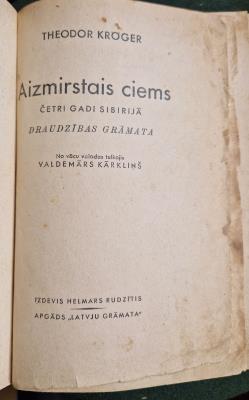 THEODOR KRÖGER
Aizmirstais ciems
ČETRI GADI SIBIRIJĀ
DRAUDZĪBAS GRĀMATA
No vācu valodas tulkojis
VALDEMĀRS KĀRKLIŅŠ
IZDEVIS HELMARS RUDZĪTIS
APGĀDS „LATVJU GRĀMATA"